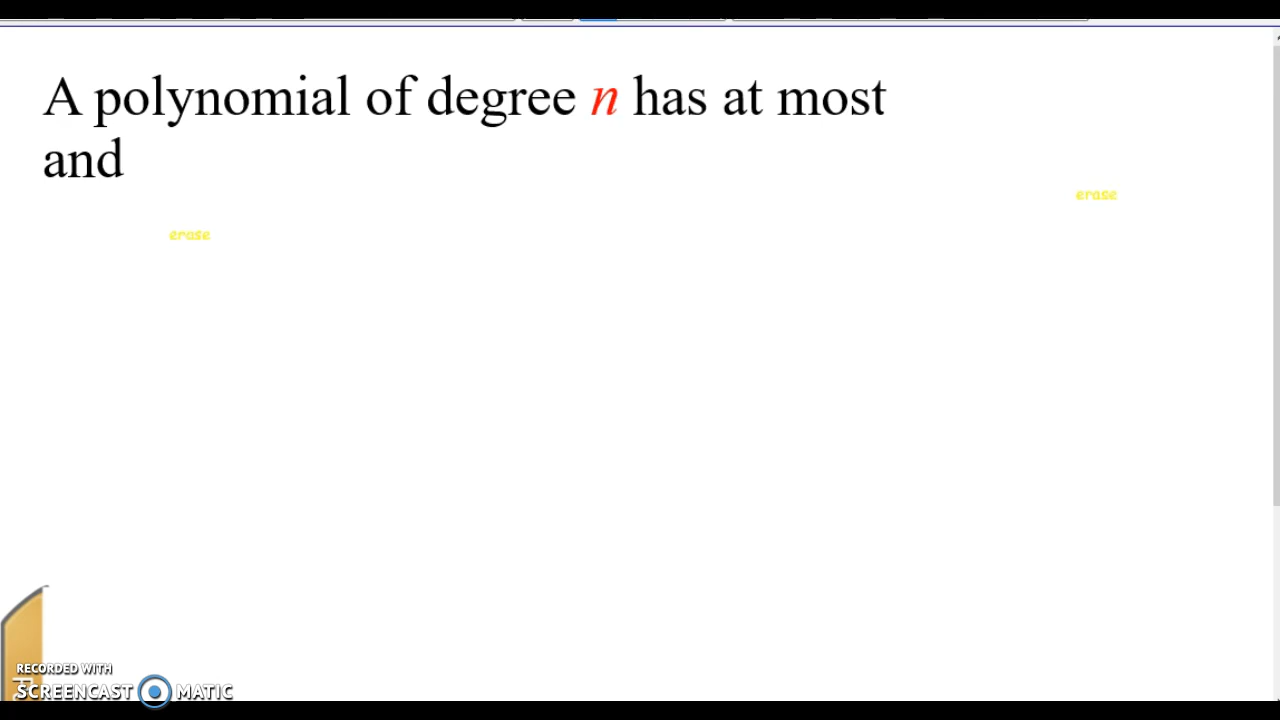 A polynomial of degree n has at most
and
erase
erase
RECORDED WITH
SCREENCAST MATIC